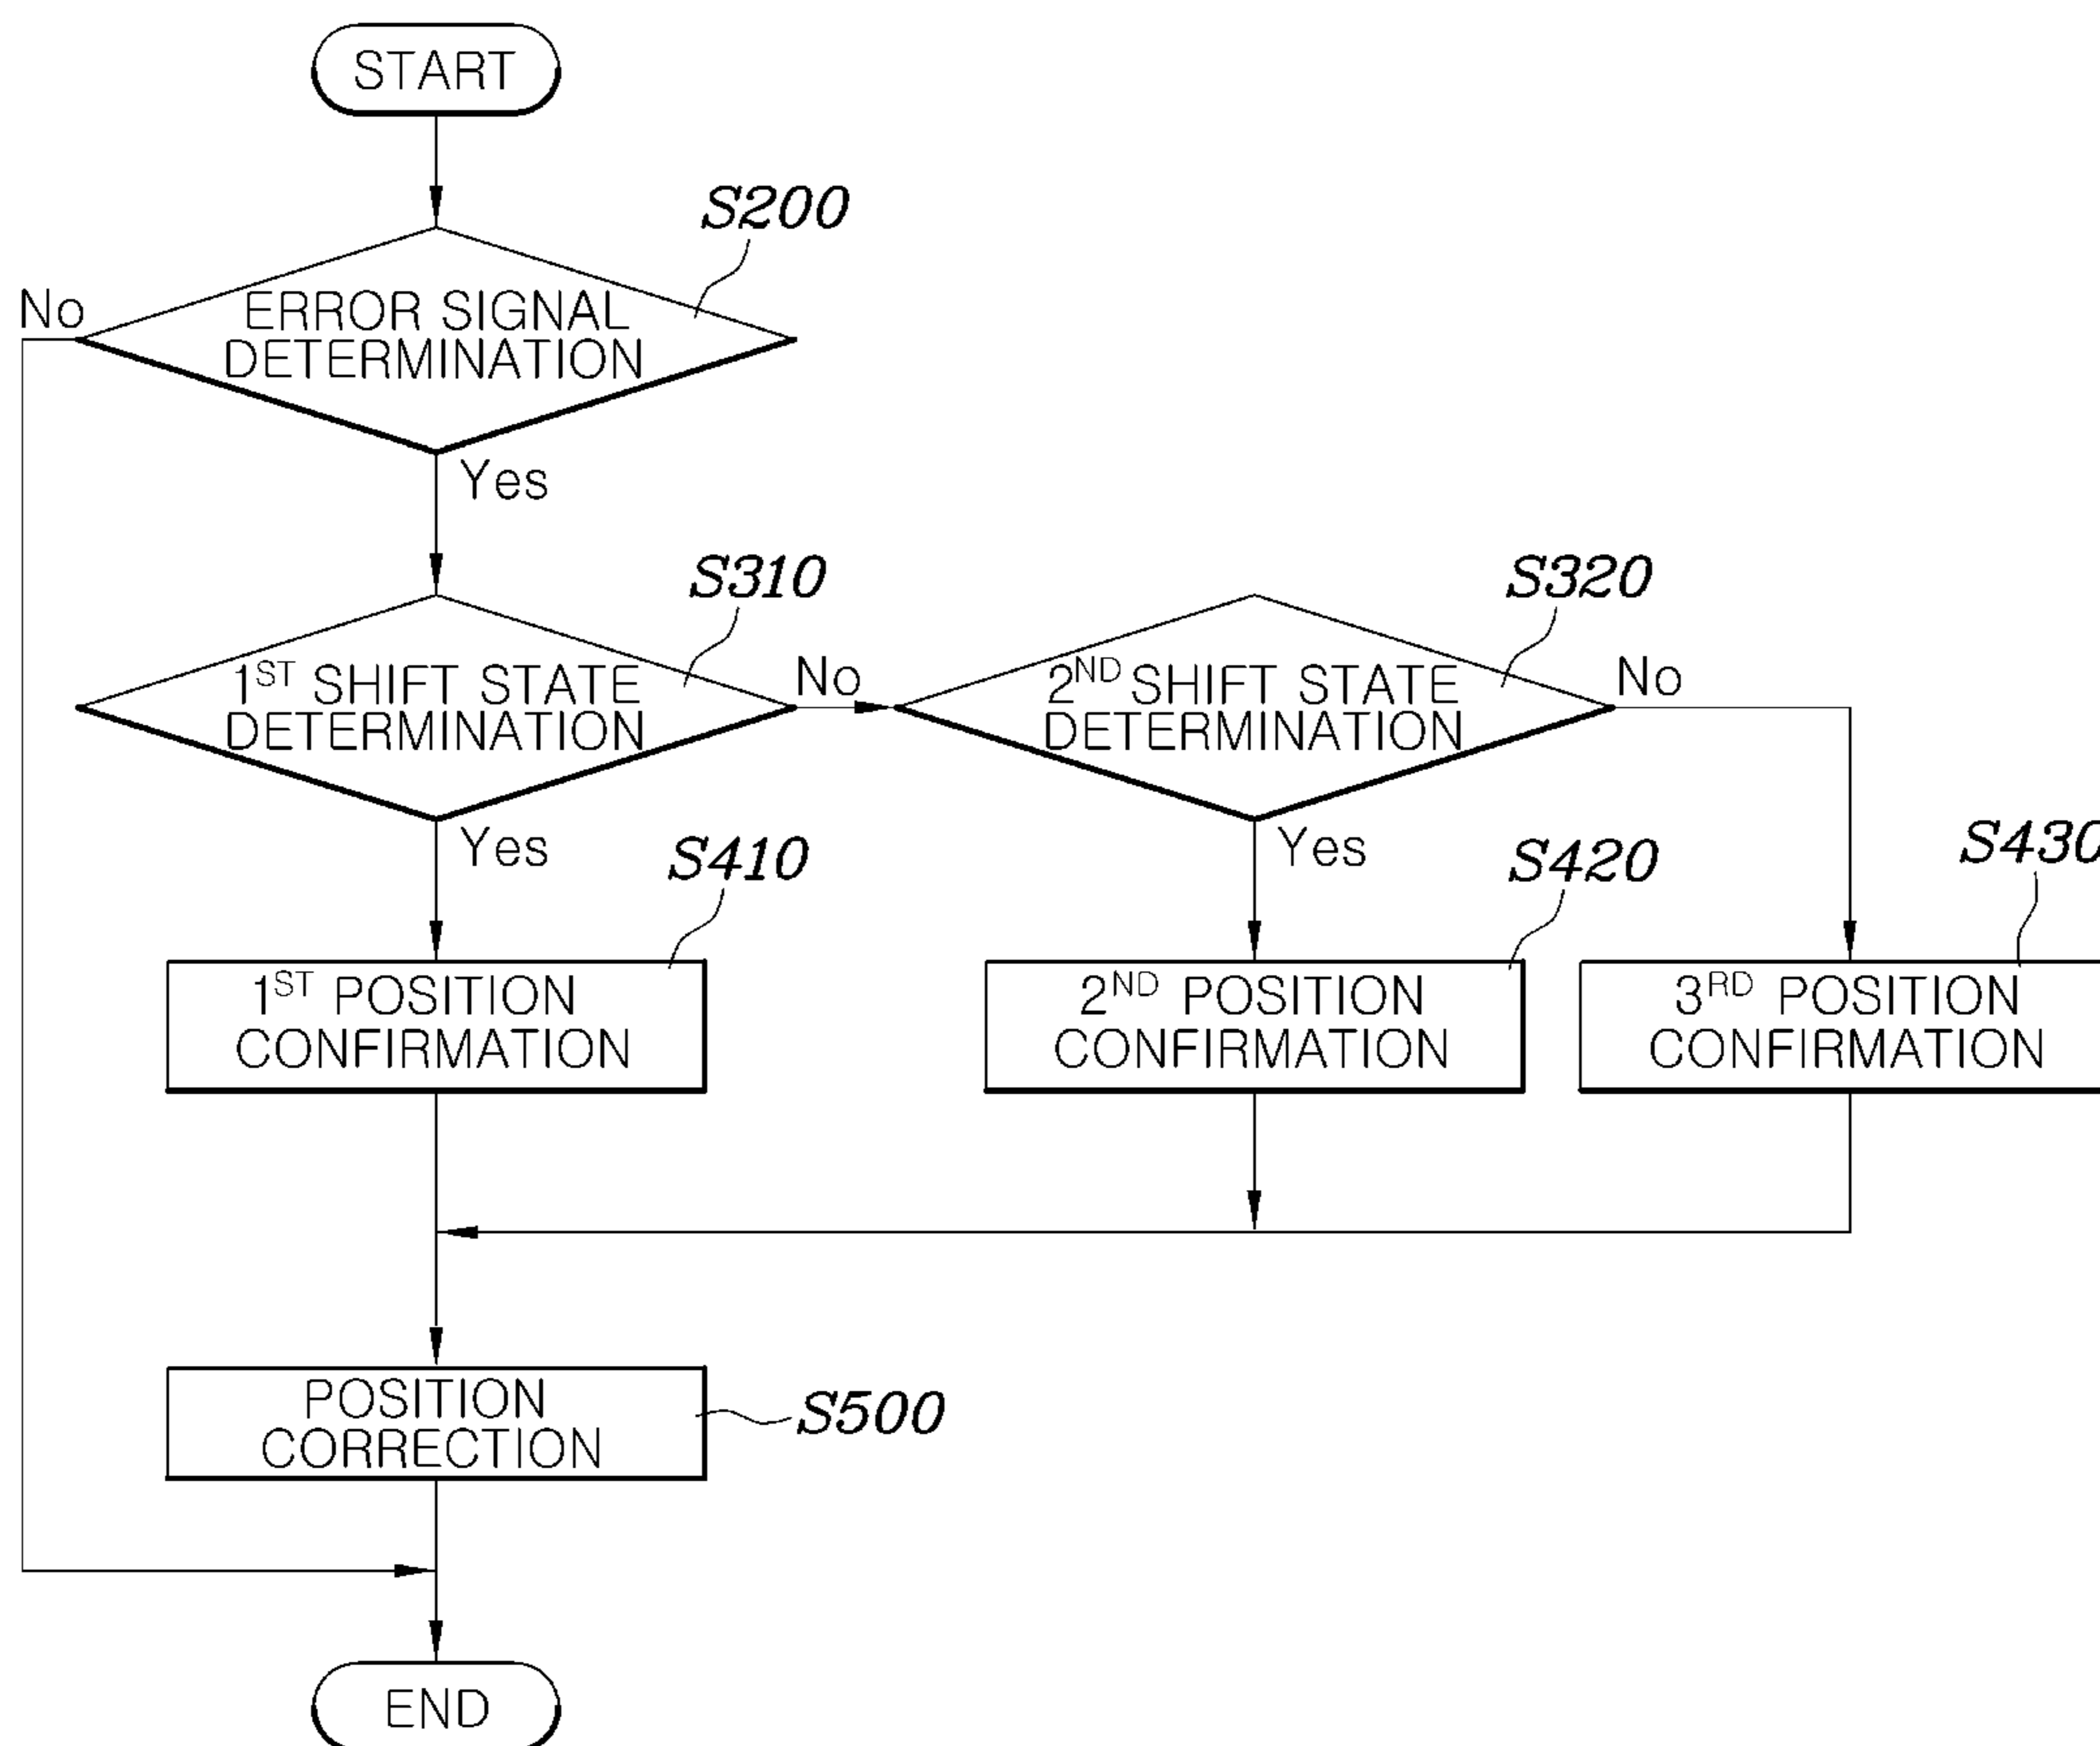 START
S200
No
ERROR SIGNAL
DETERMINATION
Yes
S310
S320
1ST SHIFT STATE
DETERMINATION
No
2ND SHIFT STATE
DETERMINATION
No
Yes
S410
Yes
S420
S430
1ST POSITION
CONFIRMATION
2ND POSITION
CONFIRMATION
3RD POSITION
CONFIRMATION
POSITION
CORRECTION
S500
END